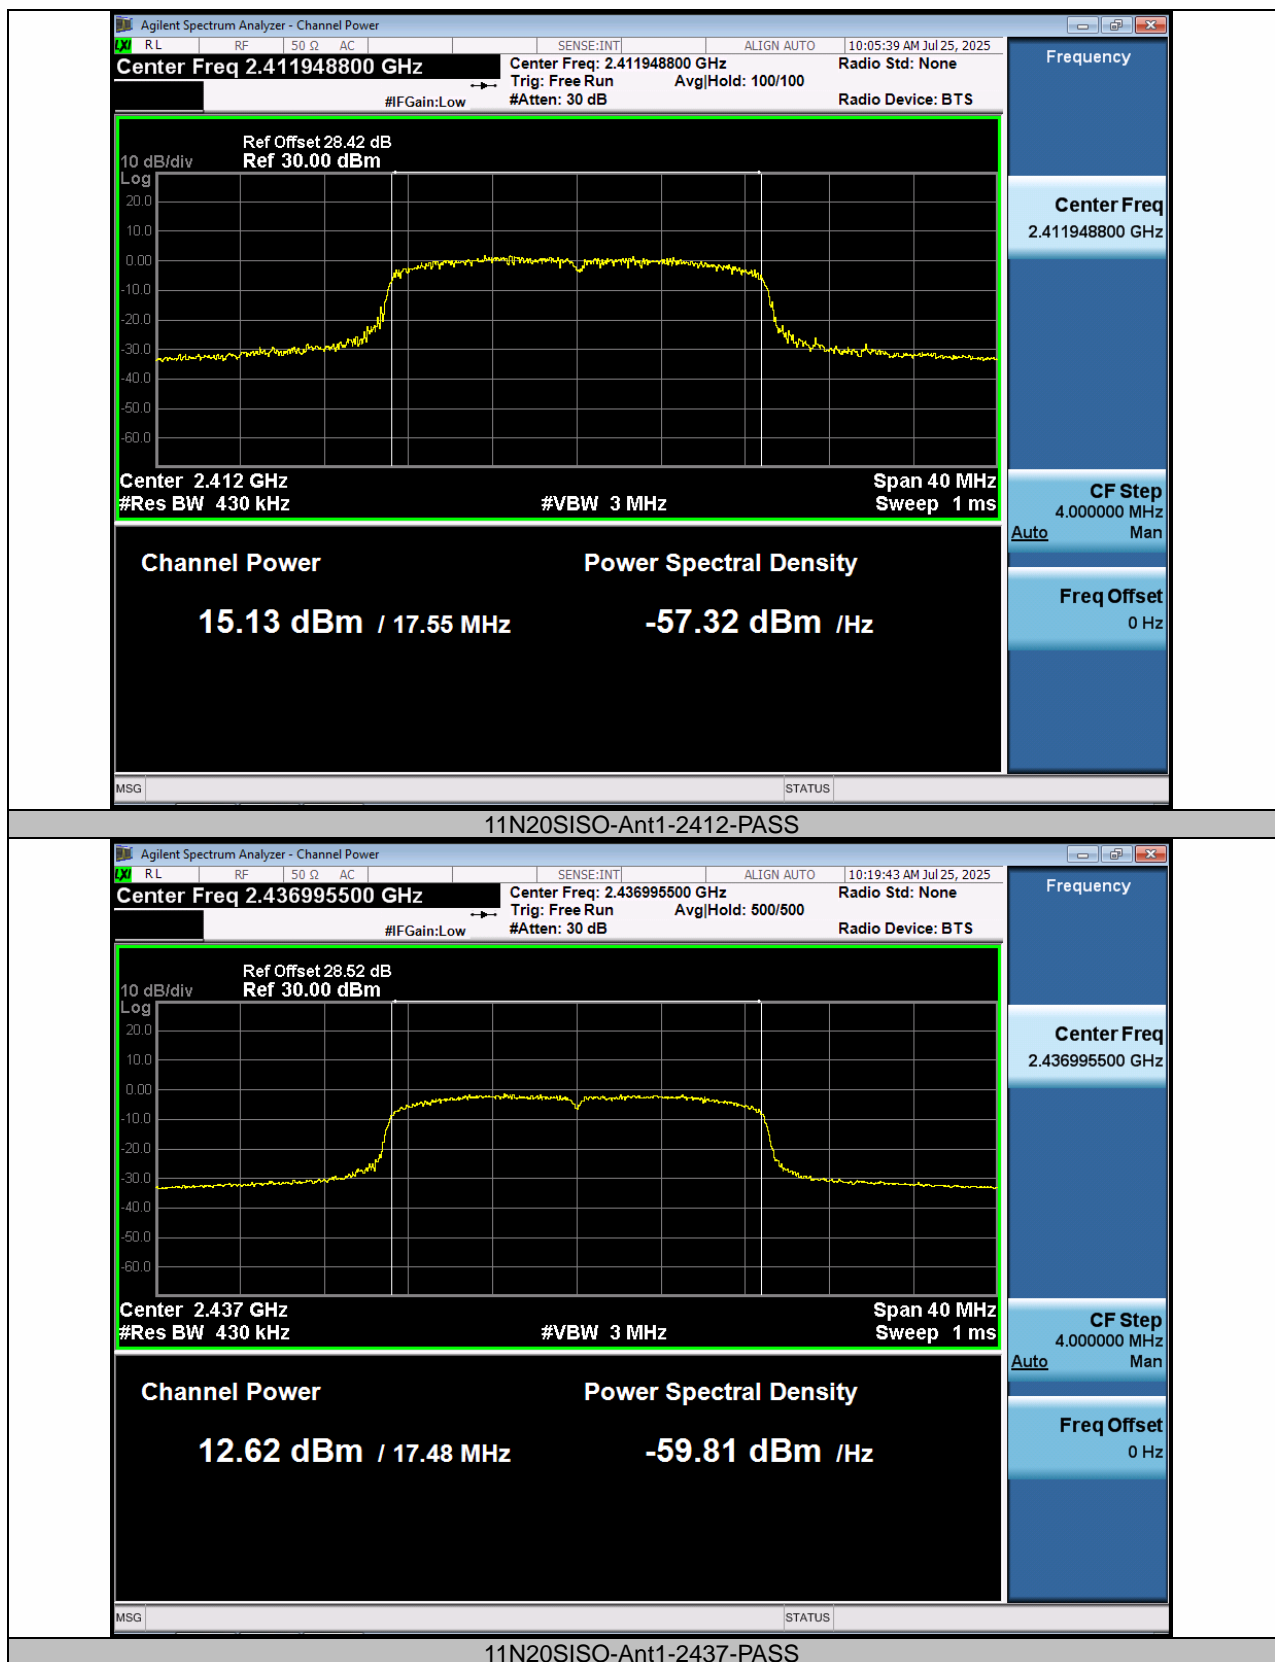 Agilent Spectrum Analyzer - Channel Power
LXI RL RF 50 Ω AC SENSE:INT ALIGN AUTO 10:05:39 AM Jul 25, 2025
Center Freq 2.411948800 GHz
Center Freq: 2.411948800 GHz Radio Std: None
Trig: Free Run Avg|Hold: 100/100
#IFGain:Low #Atten: 30 dB Radio Device: BTS
Frequency
Ref Offset 28.42 dB
10 dB/div Ref 30.00 dBm
Log
20.0
10.0
0.00
-10.0
-20.0
-30.0
-40.0
-50.0
-60.0
Center 2.412 GHz Span 40 MHz
#Res BW 430 kHz #VBW 3 MHz Sweep 1 ms
Center Freq
2.411948800 GHz
CF Step
4.000000 MHz
Auto Man
Freq Offset
0 Hz
Channel Power Power Spectral Density
15.13 dBm / 17.55 MHz -57.32 dBm /Hz
MSG STATUS
11N20SISO-Ant1-2412-PASS
Agilent Spectrum Analyzer - Channel Power
LXI RL RF 50 Ω AC SENSE:INT ALIGN AUTO 10:19:43 AM Jul 25, 2025
Center Freq 2.436995500 GHz
Center Freq: 2.436995500 GHz Radio Std: None
Trig: Free Run Avg|Hold: 500/500
#IFGain:Low #Atten: 30 dB Radio Device: BTS
Frequency
Ref Offset 28.52 dB
10 dB/div Ref 30.00 dBm
Log
20.0
10.0
0.00
-10.0
-20.0
-30.0
-40.0
-50.0
-60.0
Center 2.437 GHz Span 40 MHz
#Res BW 430 kHz #VBW 3 MHz Sweep 1 ms
Center Freq
2.436995500 GHz
CF Step
4.000000 MHz
Auto Man
Freq Offset
0 Hz
Channel Power Power Spectral Density
12.62 dBm / 17.48 MHz -59.81 dBm /Hz
MSG STATUS
11N20SISO-Ant1-2437-PASS